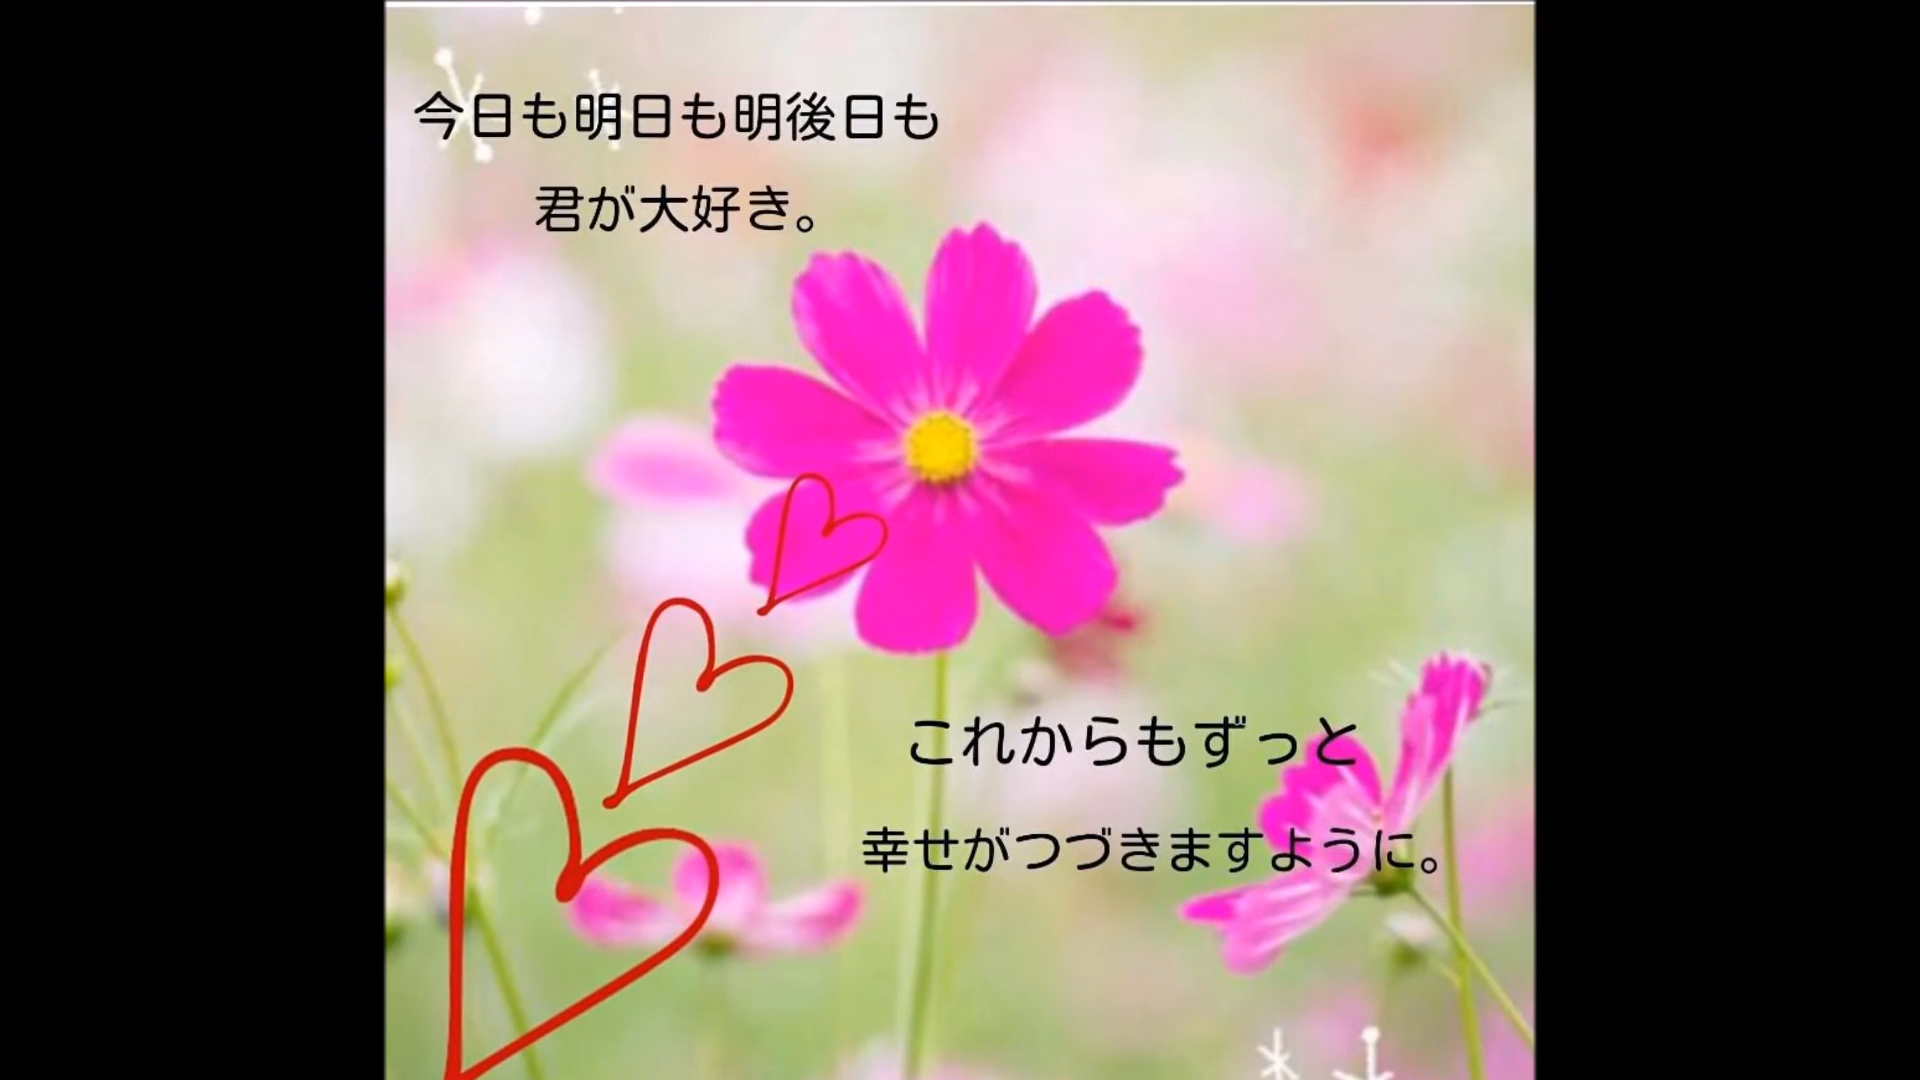 今日も明日も明後日も
君が大好き。
これからもずっと
幸せがつづきますように。